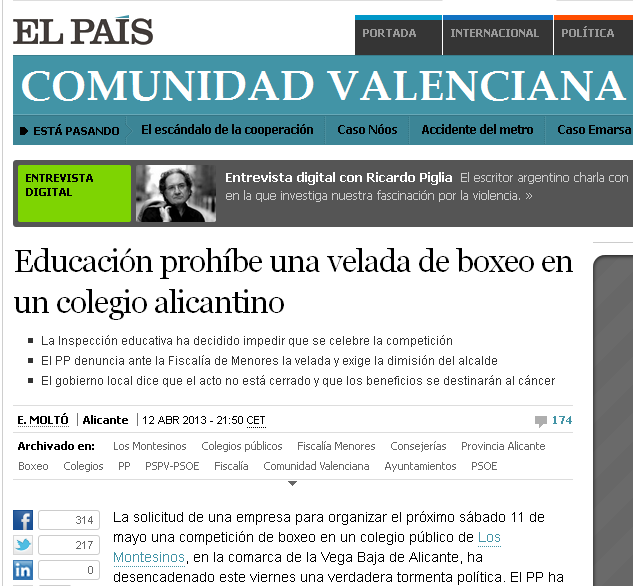 EL PAÍS
PORTADA
INTERNACIONAL
POLÍTICA
COMUNIDAD VALENCIANA
ESTÁ PASANDO
El escándalo de la cooperación
Caso Nóos
Accidente del metro
Caso Emarsa
ENTREVISTA
DIGITAL
Entrevista digital con Ricardo Piglia El escritor argentino charla con
en la que investiga nuestra fascinación por la violencia. »
Educación prohíbe una velada de boxeo en
un colegio alicantino
La Inspección educativa ha decidido impedir que se celebre la competición
El PP denuncia ante la Fiscalía de Menores la velada y exige la dimisión del alcalde
El gobierno local dice que el acto no está cerrado y que los beneficios se destinarán al cáncer
E. MOLTÓ | Alicante | 12 ABR 2013 - 21:50 CET
174
Archivado en: Los Montesinos Colegios públicos Fiscalía Menores Consejerías Provincia Alicante
Boxeo Colegios PP PSPV-PSOE Fiscalía Comunidad Valenciana Ayuntamientos PSOE
314
217
0
La solicitud de una empresa para organizar el próximo sábado 11 de
mayo una competición de boxeo en un colegio público de Los
Montesinos, en la comarca de la Vega Baja de Alicante, ha
desencadenado este viernes una verdadera tormenta política. El PP ha